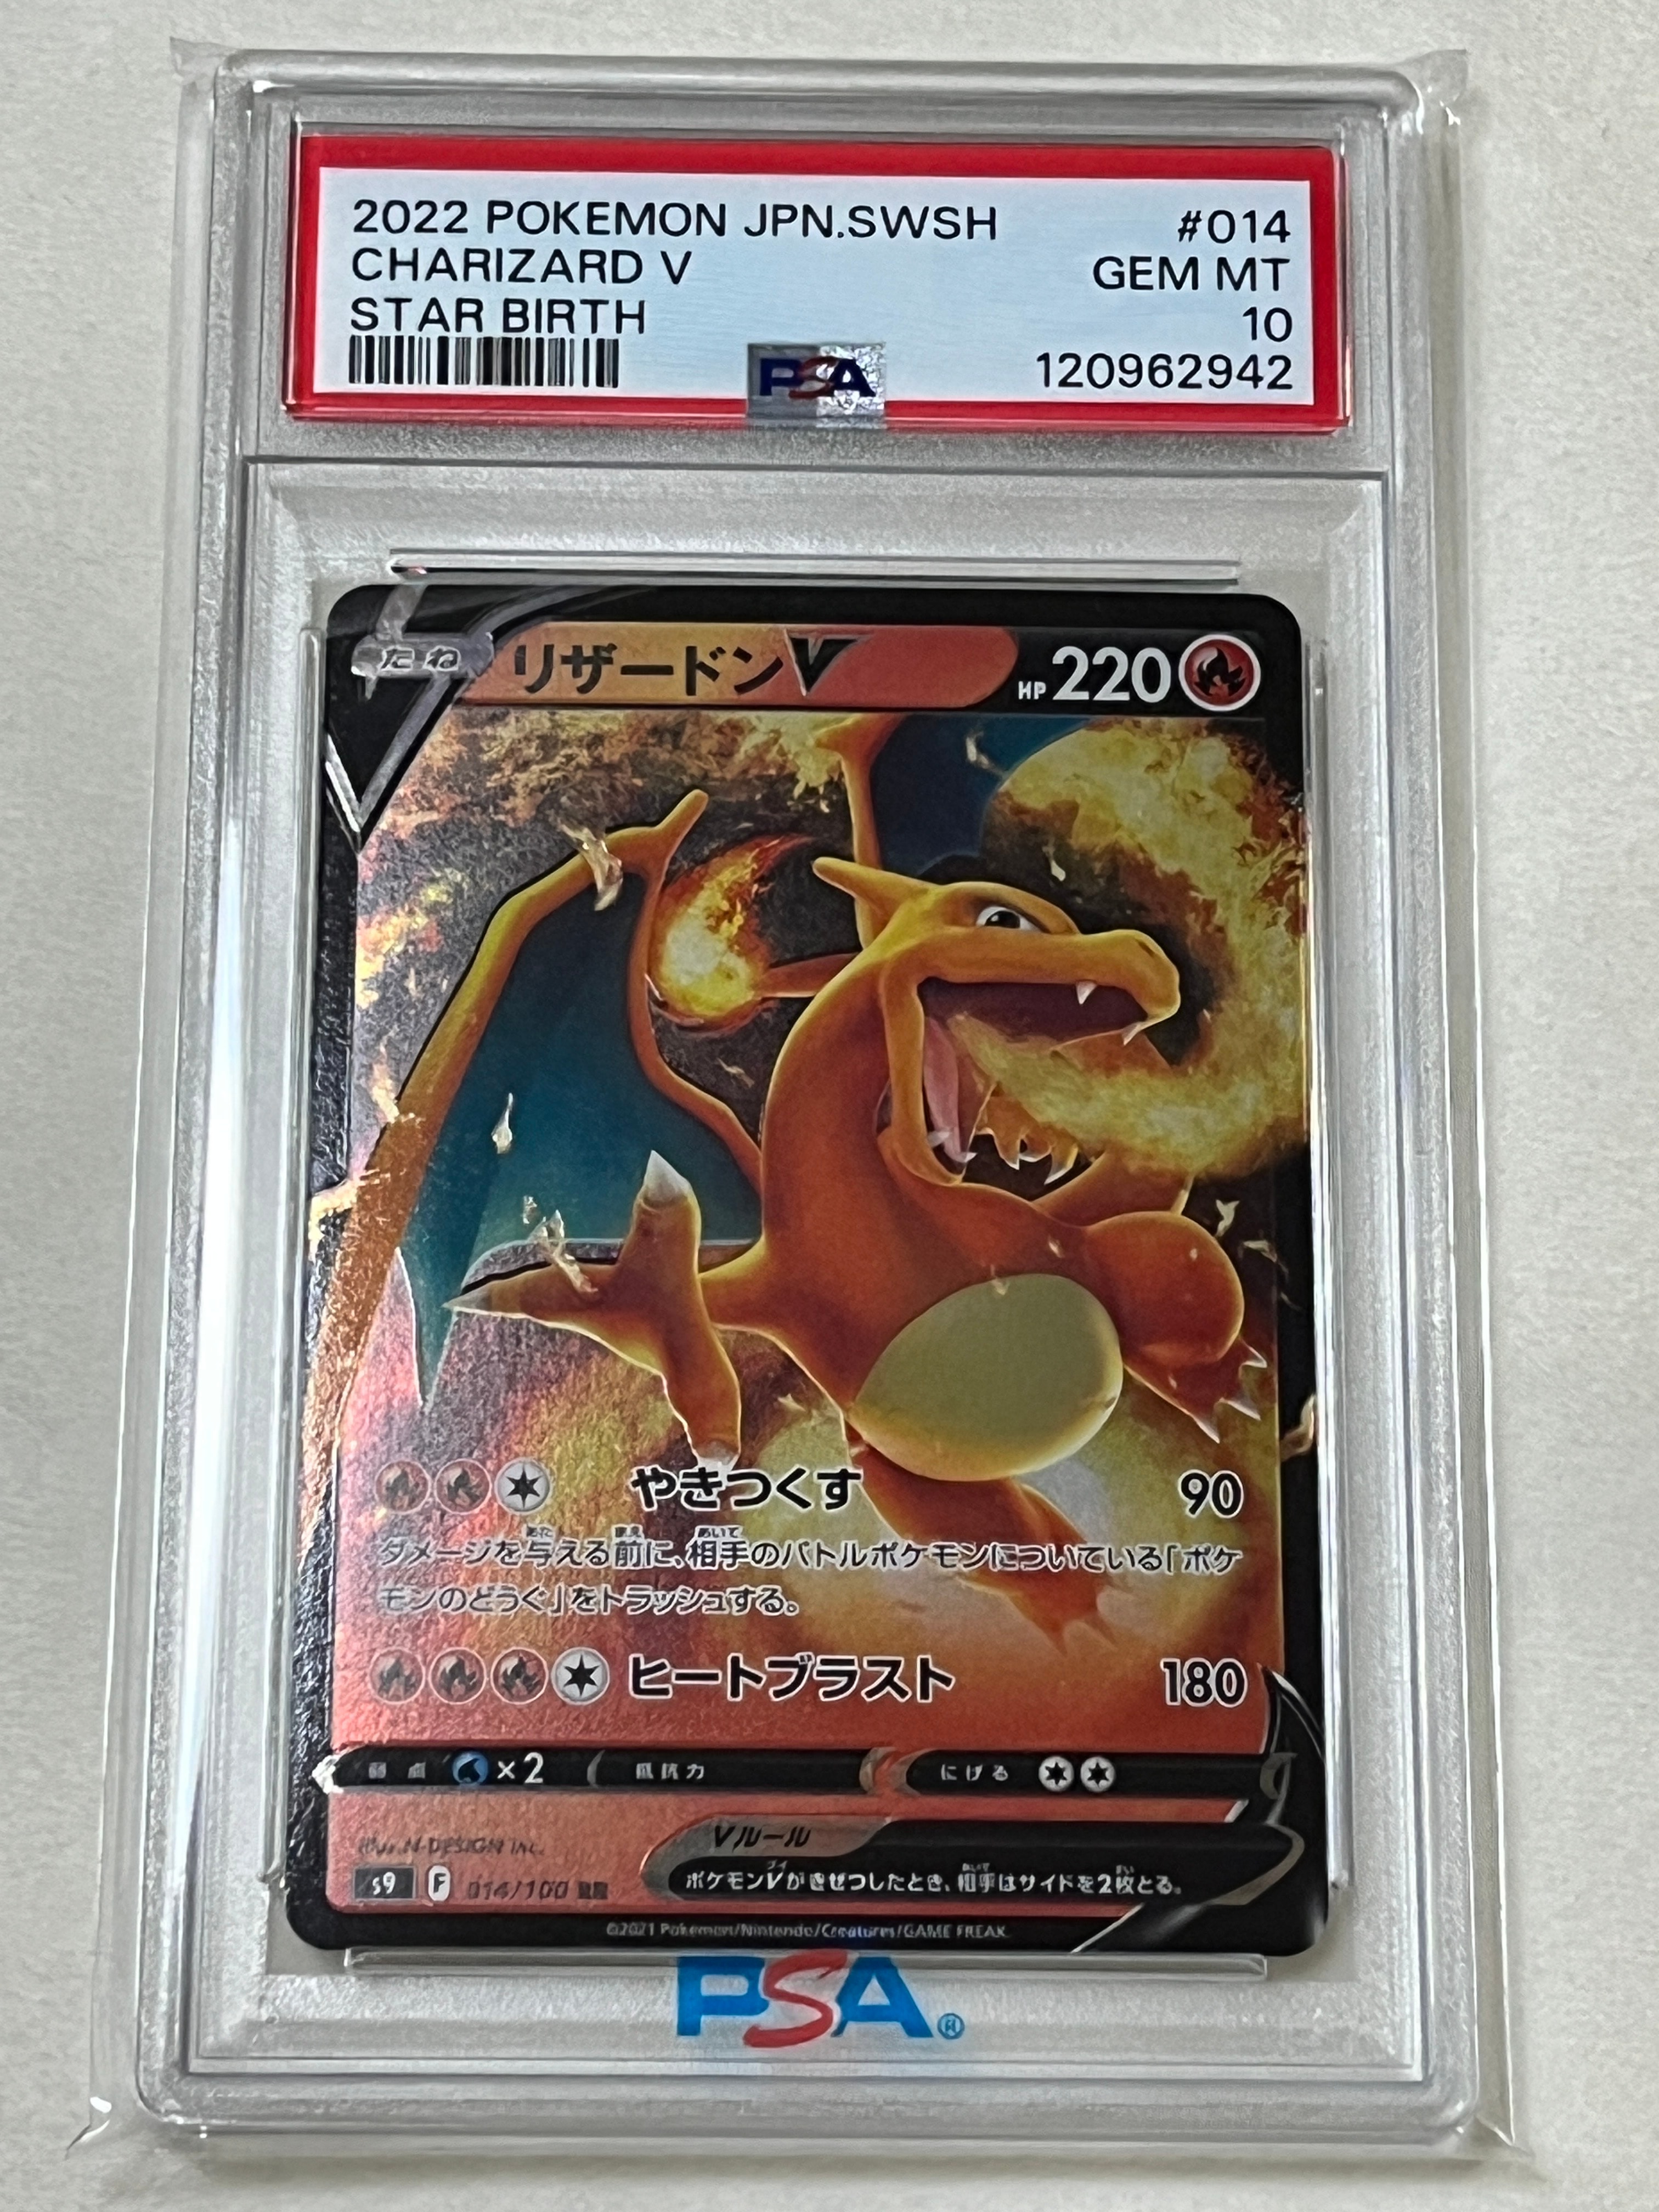 2022 POKEMON JPN.SWSH #014
CHARIZARD V GEM MT
STAR BIRTH 10
PSA 120962942
たね リザードンV HP 220
やきつくす 90
ダメージを与える前に、相手のバトルポケモンについている「ポケ
モンのどうぐ」をトラッシュする。
ヒートブラスト 180
弱点 ×2 抵抗力 にげる
Vルール
ポケモンVがきぜつしたとき、相手はサイドを2枚とる。
s9 F 014/100 RR
©2021 Pokémon/Nintendo/Creatures/GAME FREAK.
PSA®